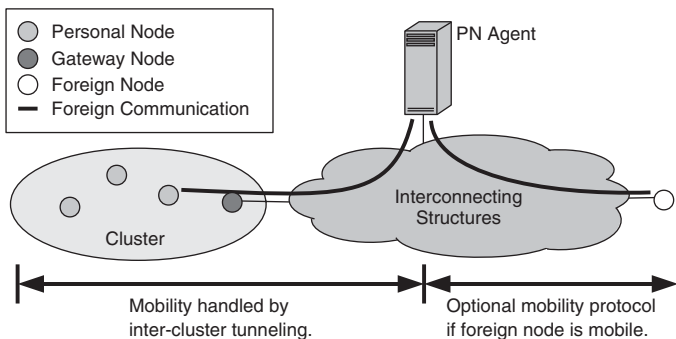 Personal Node
Gateway Node
Foreign Node
Foreign Communication
PN Agent
Interconnecting
Structures
Cluster
Mobility handled by
inter-cluster tunneling.
Optional mobility protocol
if foreign node is mobile.